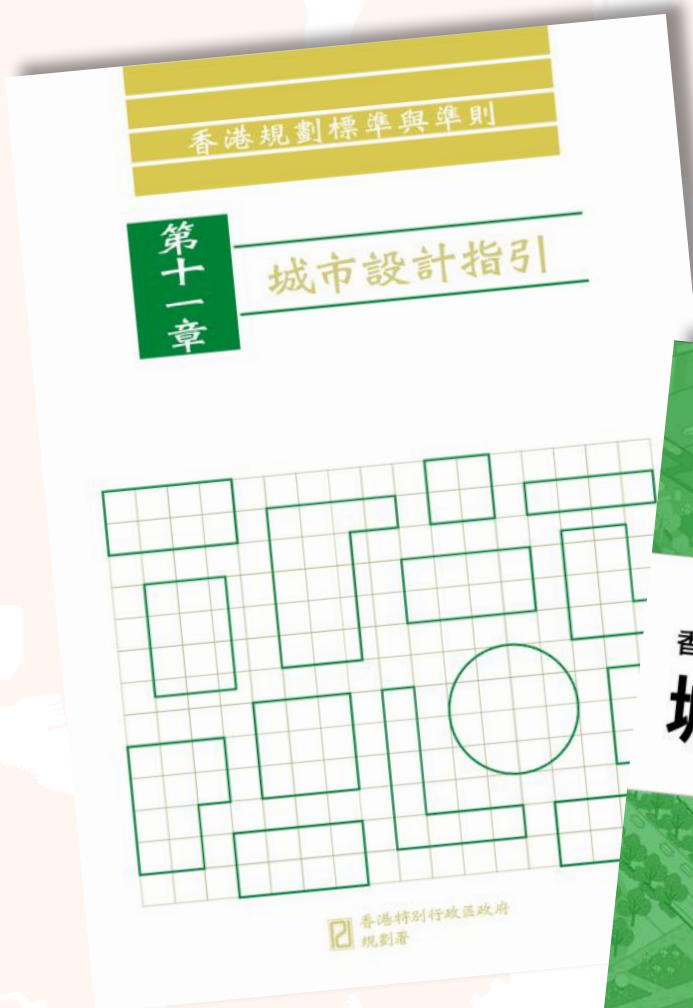 香港規劃標準與準則
第十一章
城市設計指引
香港特別行政區政府
規劃署
香
城